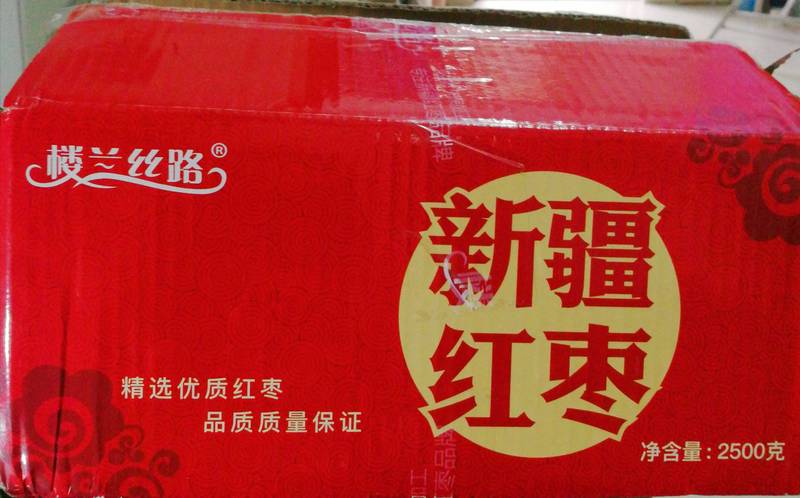 楼兰丝路®
新疆
红枣
精选优质红枣
品质质量保证
净含量:2500克